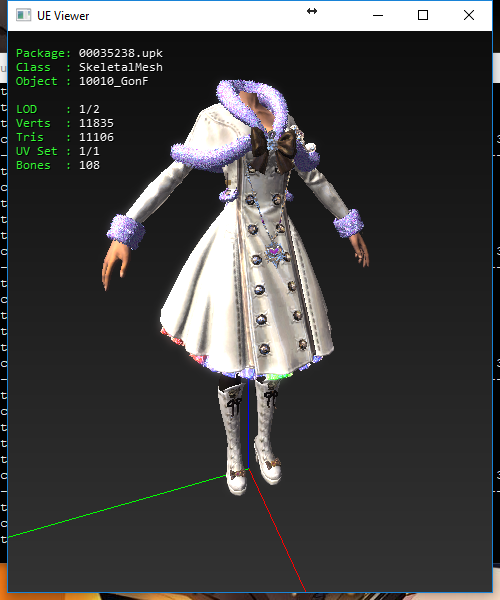 UE Viewer
Package: 00035238.upk
Class : SkeletalMesh
Object : 10010_GonF
LOD : 1/2
Verts : 11835
Tris : 11106
UV Set : 1/1
Bones : 108